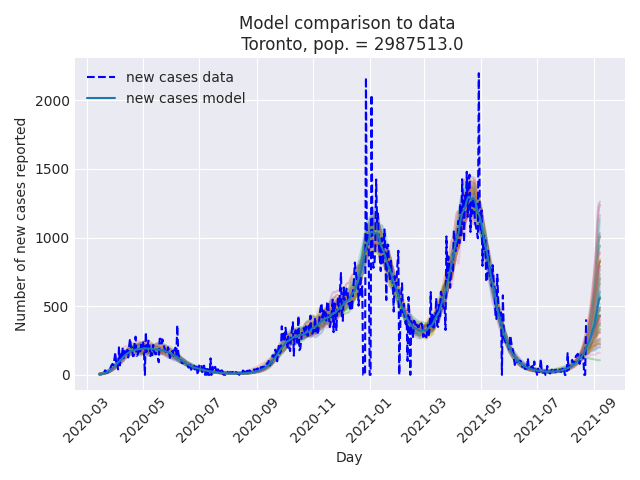 Model comparison to data
Toronto, pop. = 2987513.0
new cases data
new cases model
Number of new cases reported
2000
1500
1000
500
0
2020-03
2020-05
2020-07
2020-09
2020-11
2021-01
2021-03
2021-05
2021-07
2021-09
Day